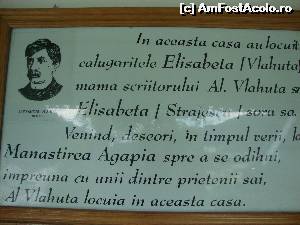 (c) AmFostAcolo.ro
In aceasta casa au locuit
calugaritele Elisabeta [Vlahuta
mama scriitorului Al. Vlahuta s
Elisabeta [Strajescu] sora sa.
Venind, deseori, in timpul verii, l
Manastirea Agapia spre a se odihni,
impreuna cu unii dintre prietenii sai,
Al Vlahuta locuia in aceasta casa.